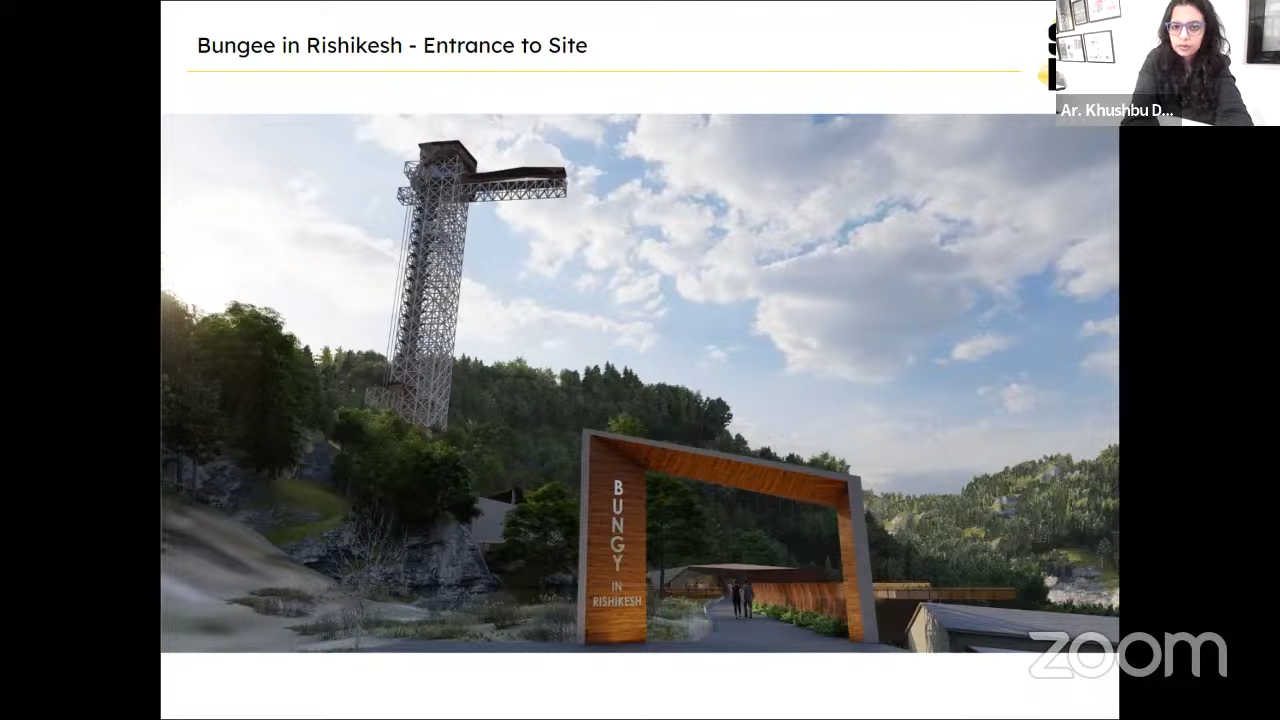 Bungee in Rishikesh - Entrance to Site
Ar. Khushbu D...
BUNGY
IN
RISHIKESH
zoom